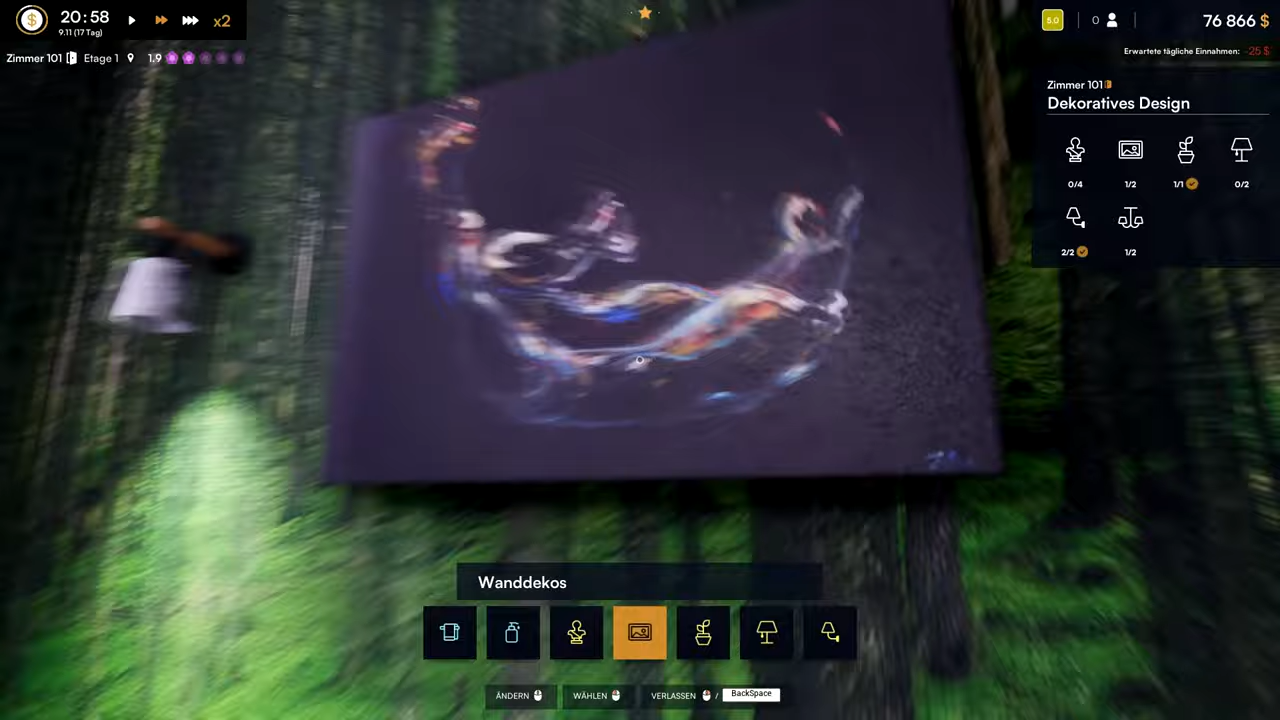 20:58
9.11 (17 Tag)
x2
Zimmer 101
Etage 1
1.9
5.0
0
76 866 $
Erwartete tägliche Einnahmen: -25 $
Zimmer 101
Dekoratives Design
0/4
1/2
1/1
0/2
2/2
1/2
Wanddekos
ÄNDERN
WÄHLEN
VERLASSEN / BackSpace